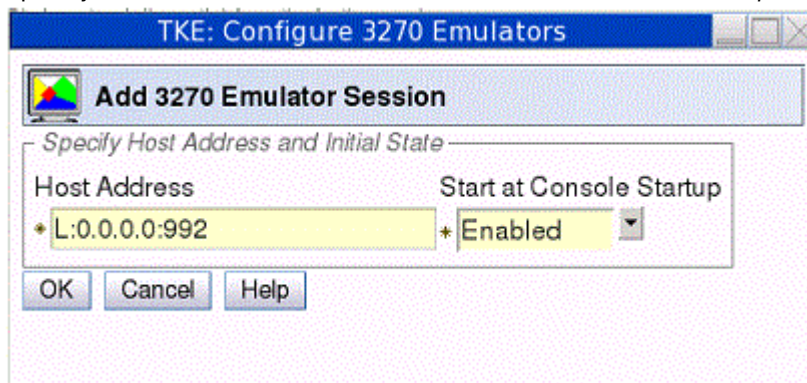 TKE: Configure 3270 Emulators
Add 3270 Emulator Session
Specify Host Address and Initial State
Host Address Start at Console Startup
* L:0.0.0.0:992 * Enabled
OK Cancel Help